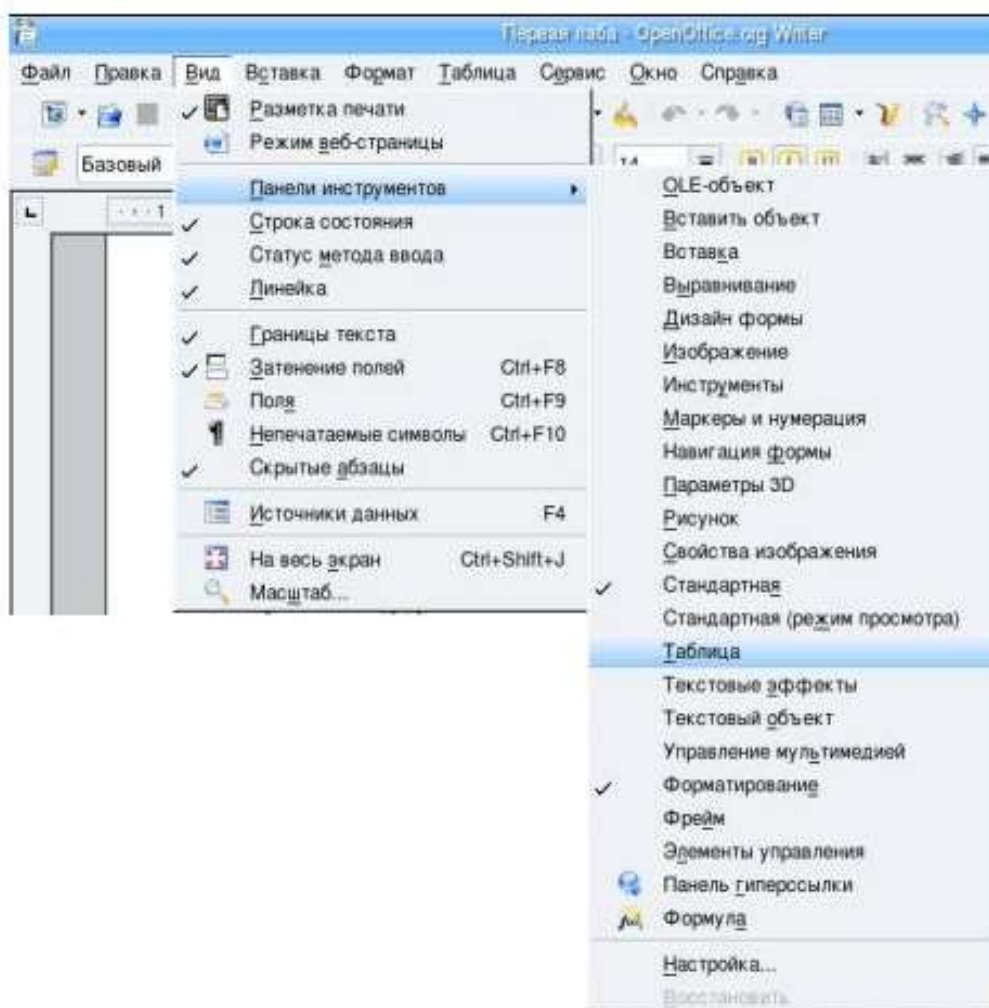 Первая лаба - OpenOffice.org Writer
Файл Правка Вид Вставка Формат Таблица Сервис Окно Справка
Разметка печати
Режим веб-страницы
Базовый
14
Панели инструментов
Строка состояния
Статус метода ввода
Линейка
Границы текста
Затенение полей Ctrl+F8
Поля Ctrl+F9
Непечатаемые символы Ctrl+F10
Скрытые абзацы
Источники данных F4
На весь экран Ctrl+Shift+J
Масштаб...
1
OLE-объект
Вставить объект
Вставка
Выравнивание
Дизайн формы
Изображение
Инструменты
Маркеры и нумерация
Навигация формы
Параметры 3D
Рисунок
Свойства изображения
Стандартная
Стандартная (режим просмотра)
Таблица
Текстовые эффекты
Текстовый объект
Управление мультимедией
Форматирование
Фрейм
Элементы управления
Панель гиперссылки
Формула
Настройка...
Восстановить